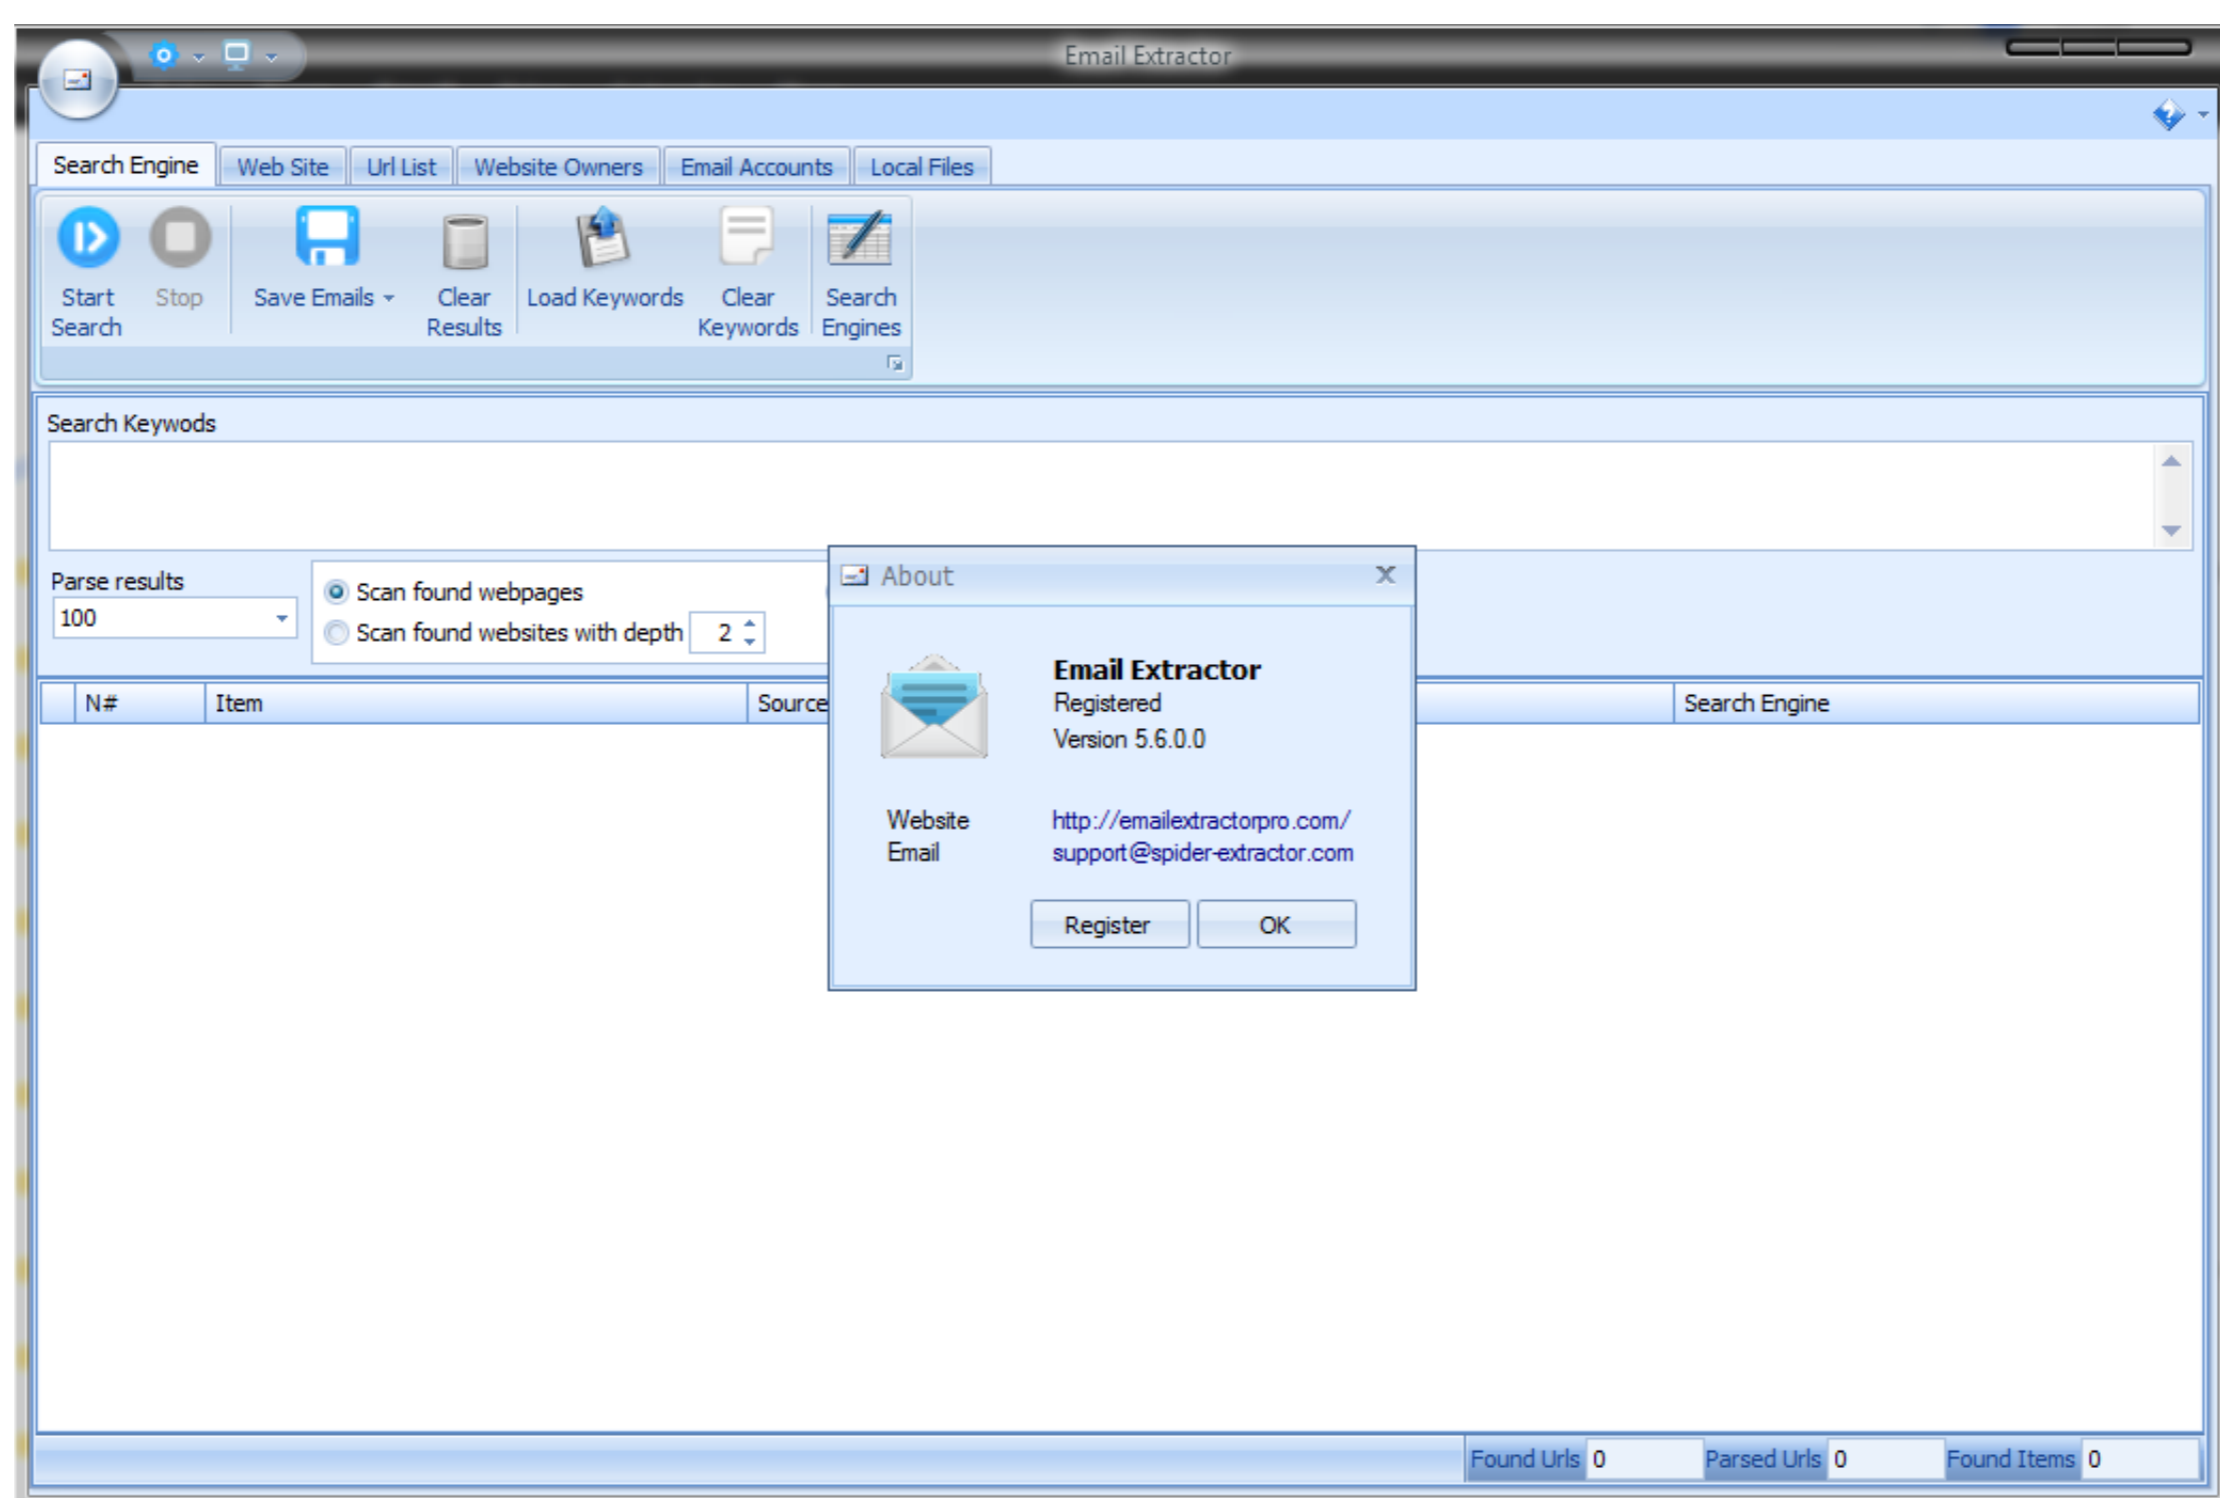 Email Extractor
Search Engine Web Site Url List Website Owners Email Accounts Local Files
Start Search Stop Save Emails Clear Results Load Keywords Clear Keywords Search Engines
Search Keywods
Parse results
100
Scan found webpages
Scan found websites with depth 2
N# Item Source Search Engine
About
Email Extractor
Registered
Version 5.6.0.0
Website http://emailextractorpro.com/
Email support@spider-extractor.com
Register OK
Found Urls 0 Parsed Urls 0 Found Items 0